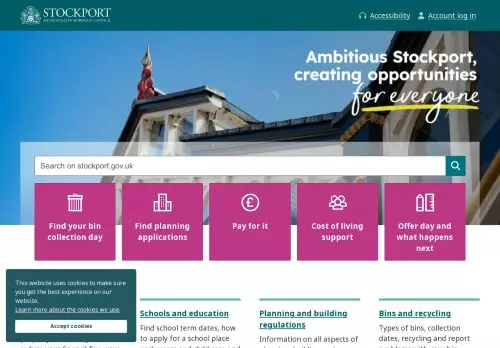 STOCKPORT
METROPOLITAN BOROUGH COUNCIL
Accessibility
Account log in
Ambitious Stockport,
creating opportunities
for everyone
Search on stockport.gov.uk
Find your bin
collection day
Find planning
applications
Pay for it
Cost of living
support
Offer day and
what happens
next
This website uses cookies to make sure
you get the best experience on our
website.
Learn more about the cookies we use.
Accept cookies
Schools and education
Find school term dates, how to
apply for a school place
Planning and building
regulations
Information on all aspects of
Bins and recycling
Types of bins, collection
dates, recycling and report